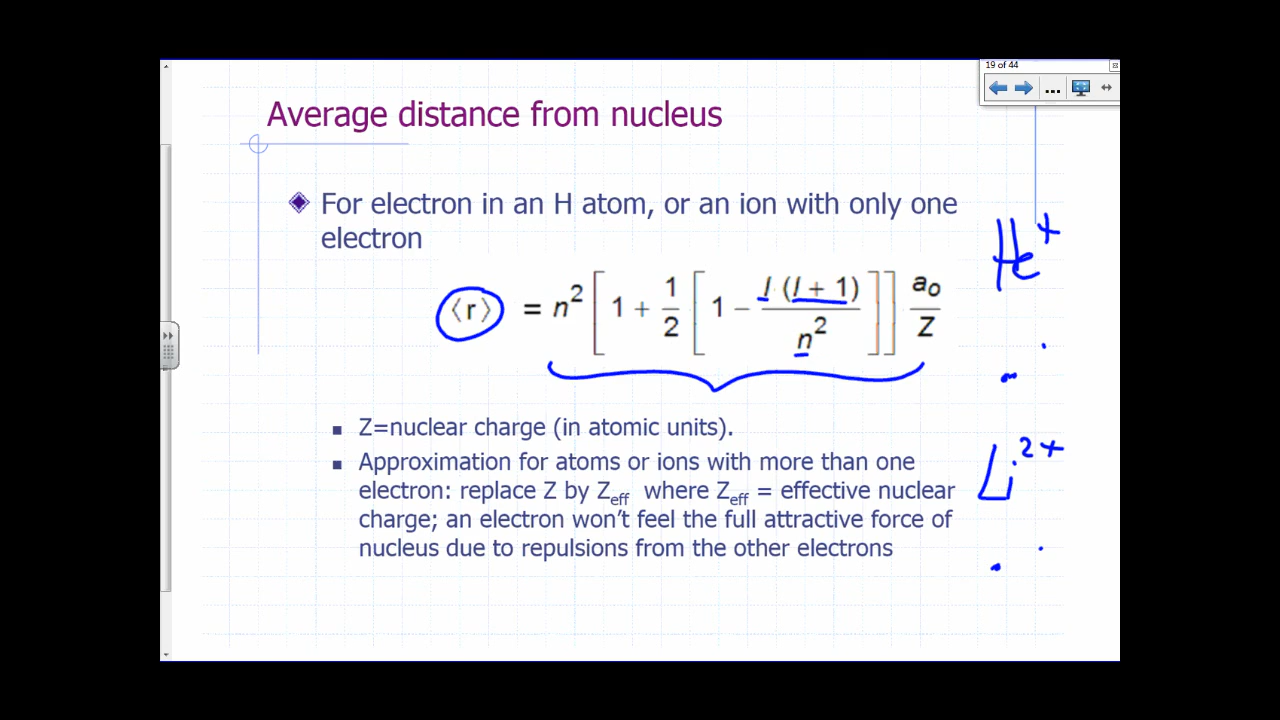 19 of 44
Average distance from nucleus
For electron in an H atom, or an ion with only one
electron
⟨r⟩ = n² [ 1 + 1/2 [ 1 − l (l + 1)/n² ] ] a₀/Z
He⁺
Z=nuclear charge (in atomic units).
Approximation for atoms or ions with more than one
electron: replace Z by Zeff where Zeff = effective nuclear
charge; an electron won't feel the full attractive force of
nucleus due to repulsions from the other electrons
Li²⁺